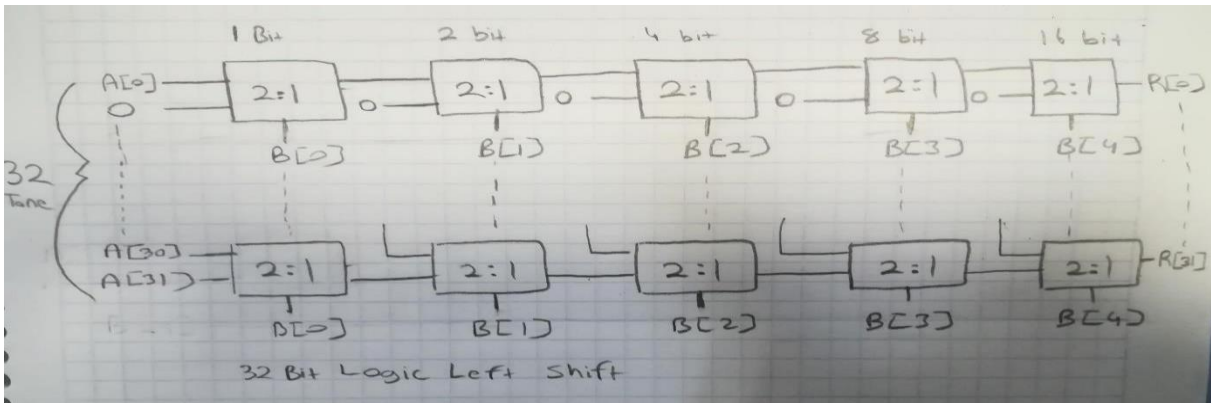 1 Bit 2 bit 4 bit 8 bit 16 bit
A[0] 2:1 2:1 2:1 2:1 2:1 R[0]
0 0 0 0 0
B[0] B[1] B[2] B[3] B[4]
32
Tane
A[30] 2:1 2:1 2:1 2:1 2:1 R[31]
A[31]
B[0] B[1] B[2] B[3] B[4]
32 Bit Logic Left Shift